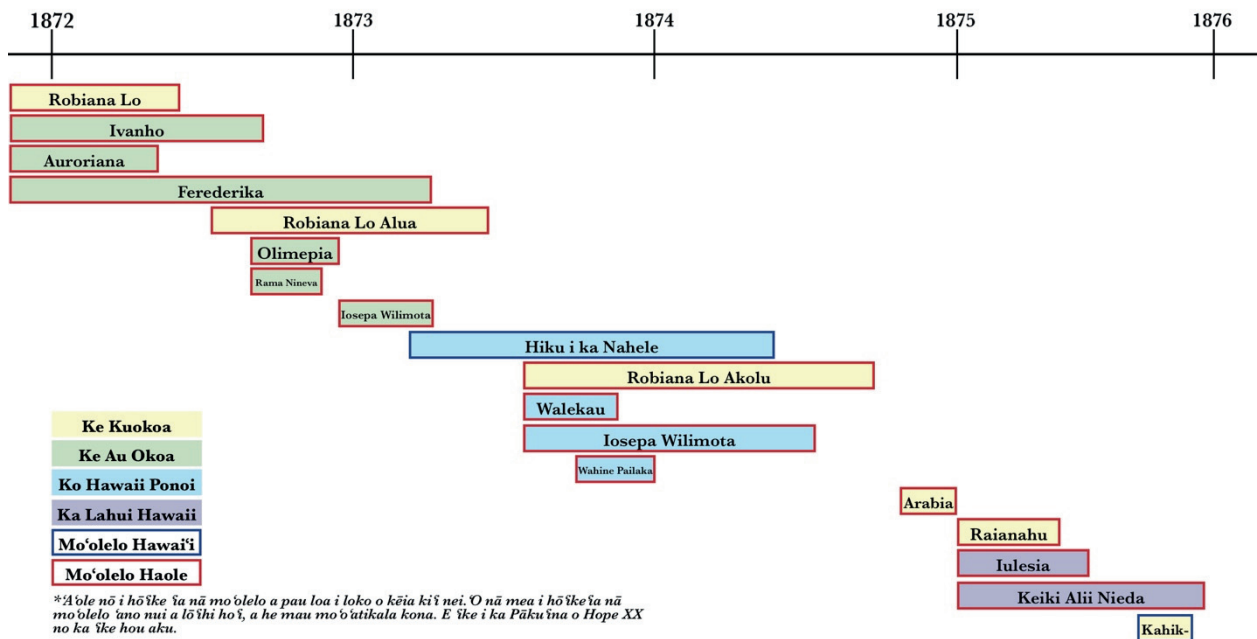 1872 1873 1874 1875 1876
Robiana Lo
Ivanho
Auroriana
Ferederika
Robiana Lo Alua
Olimepia
Rama Nineva
Iosepa Wilimota
Hiku i ka Nahele
Robiana Lo Akolu
Walekau
Iosepa Wilimota
Wahine Pailaka
Arabia
Raianahu
Iulesia
Keiki Alii Nieda
Kahik-
Ke Kuokoa
Ke Au Okoa
Ko Hawaii Ponoi
Ka Lahui Hawaii
Moʻolelo Hawaiʻi
Moʻolelo Haole
*ʻAʻole nō i hōʻike ʻia nā moʻolelo a pau loa i loko o kēia kiʻi nei. ʻO nā mea i hōʻikeʻia nā
moʻolelo ʻano nui a lōʻihi hoʻi, a he mau moʻoʻatikala kona. E ʻike i ka Pākuʻina o Hope XX
no ka ʻike hou aku.